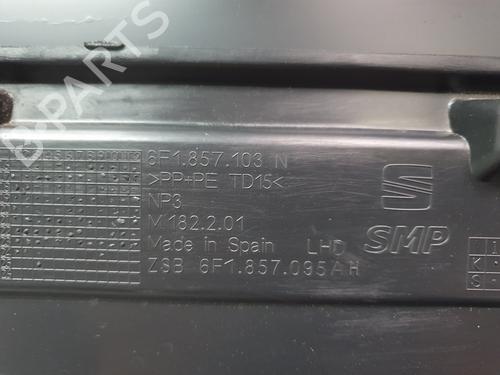 B-PARTS
6F1.857.103 N
>PP+PE TD15<
NP3
M182.2.01
Made in Spain LHD SMP
ZSB 6F1.857.095AH